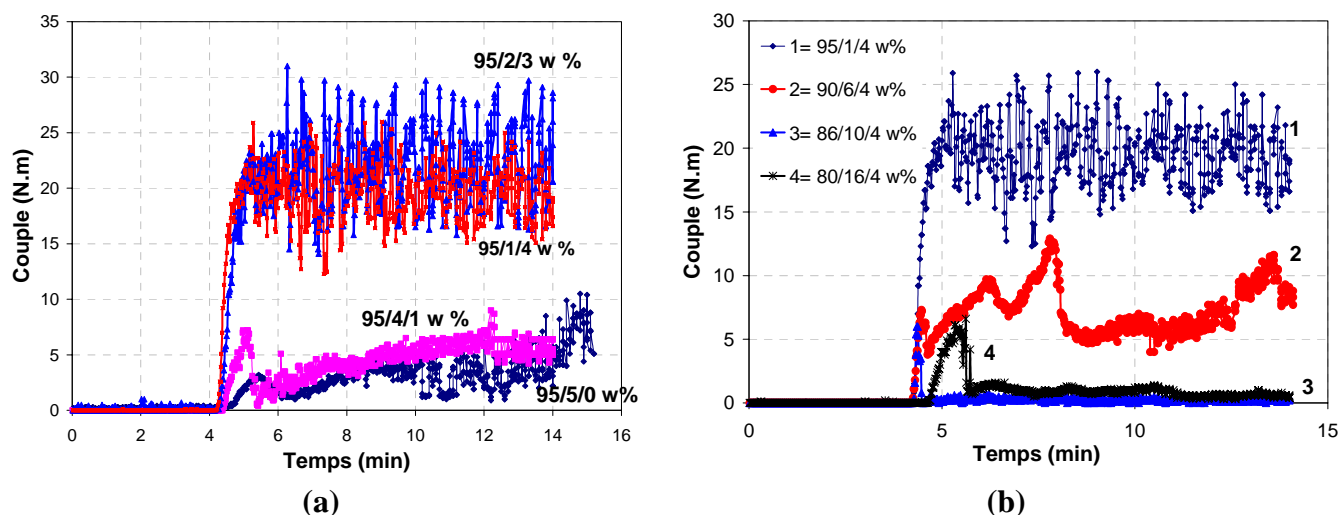 35
30
25
20
15
10
5
0
Couple (N.m)
0 2 4 6 8 10 12 14 16
Temps (min)
95/2/3 w %
95/1/4 w %
95/4/1 w %
95/5/0 w%
(a)
30
25
20
15
10
5
0
Couple (N.m)
0 5 10 15
Temps (min)
1= 95/1/4 w%
2= 90/6/4 w%
3= 86/10/4 w%
4= 80/16/4 w%
1
2
4
3
(b)